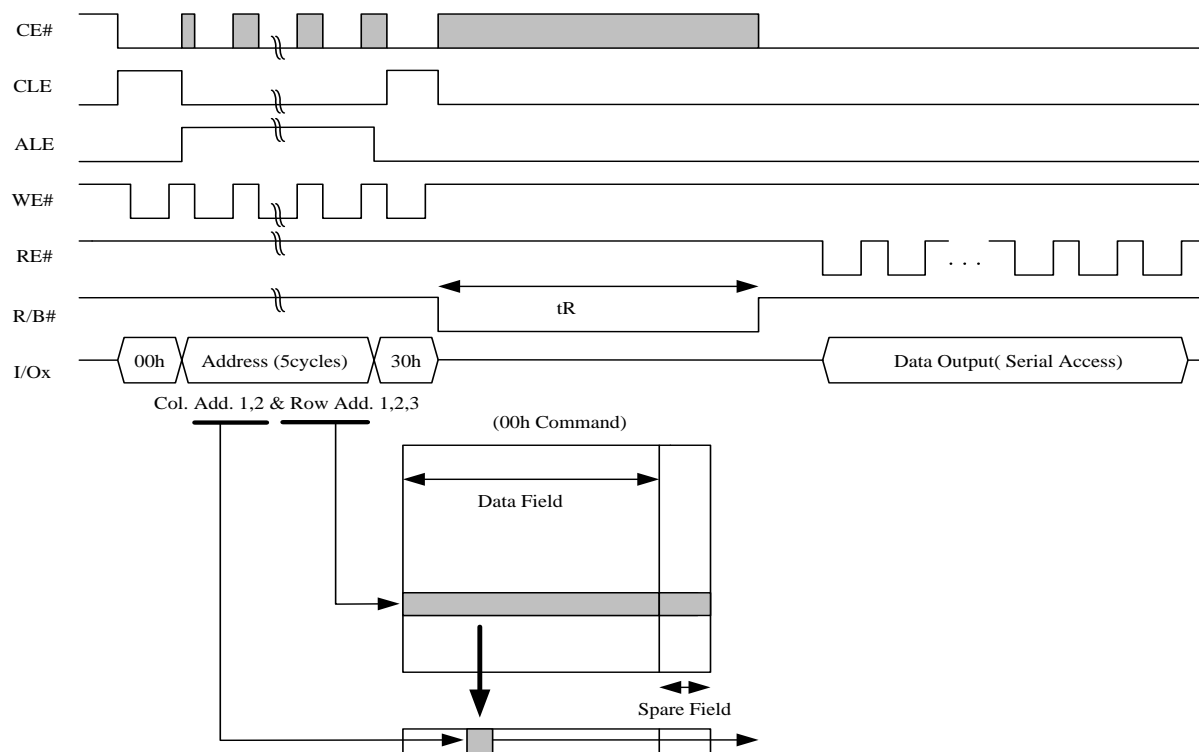 CE#
CLE
ALE
WE#
RE#
. . .
tR
R/B#
I/Ox
00h
Address (5cycles)
30h
Data Output( Serial Access)
Col. Add. 1,2 & Row Add. 1,2,3
(00h Command)
Data Field
Spare Field